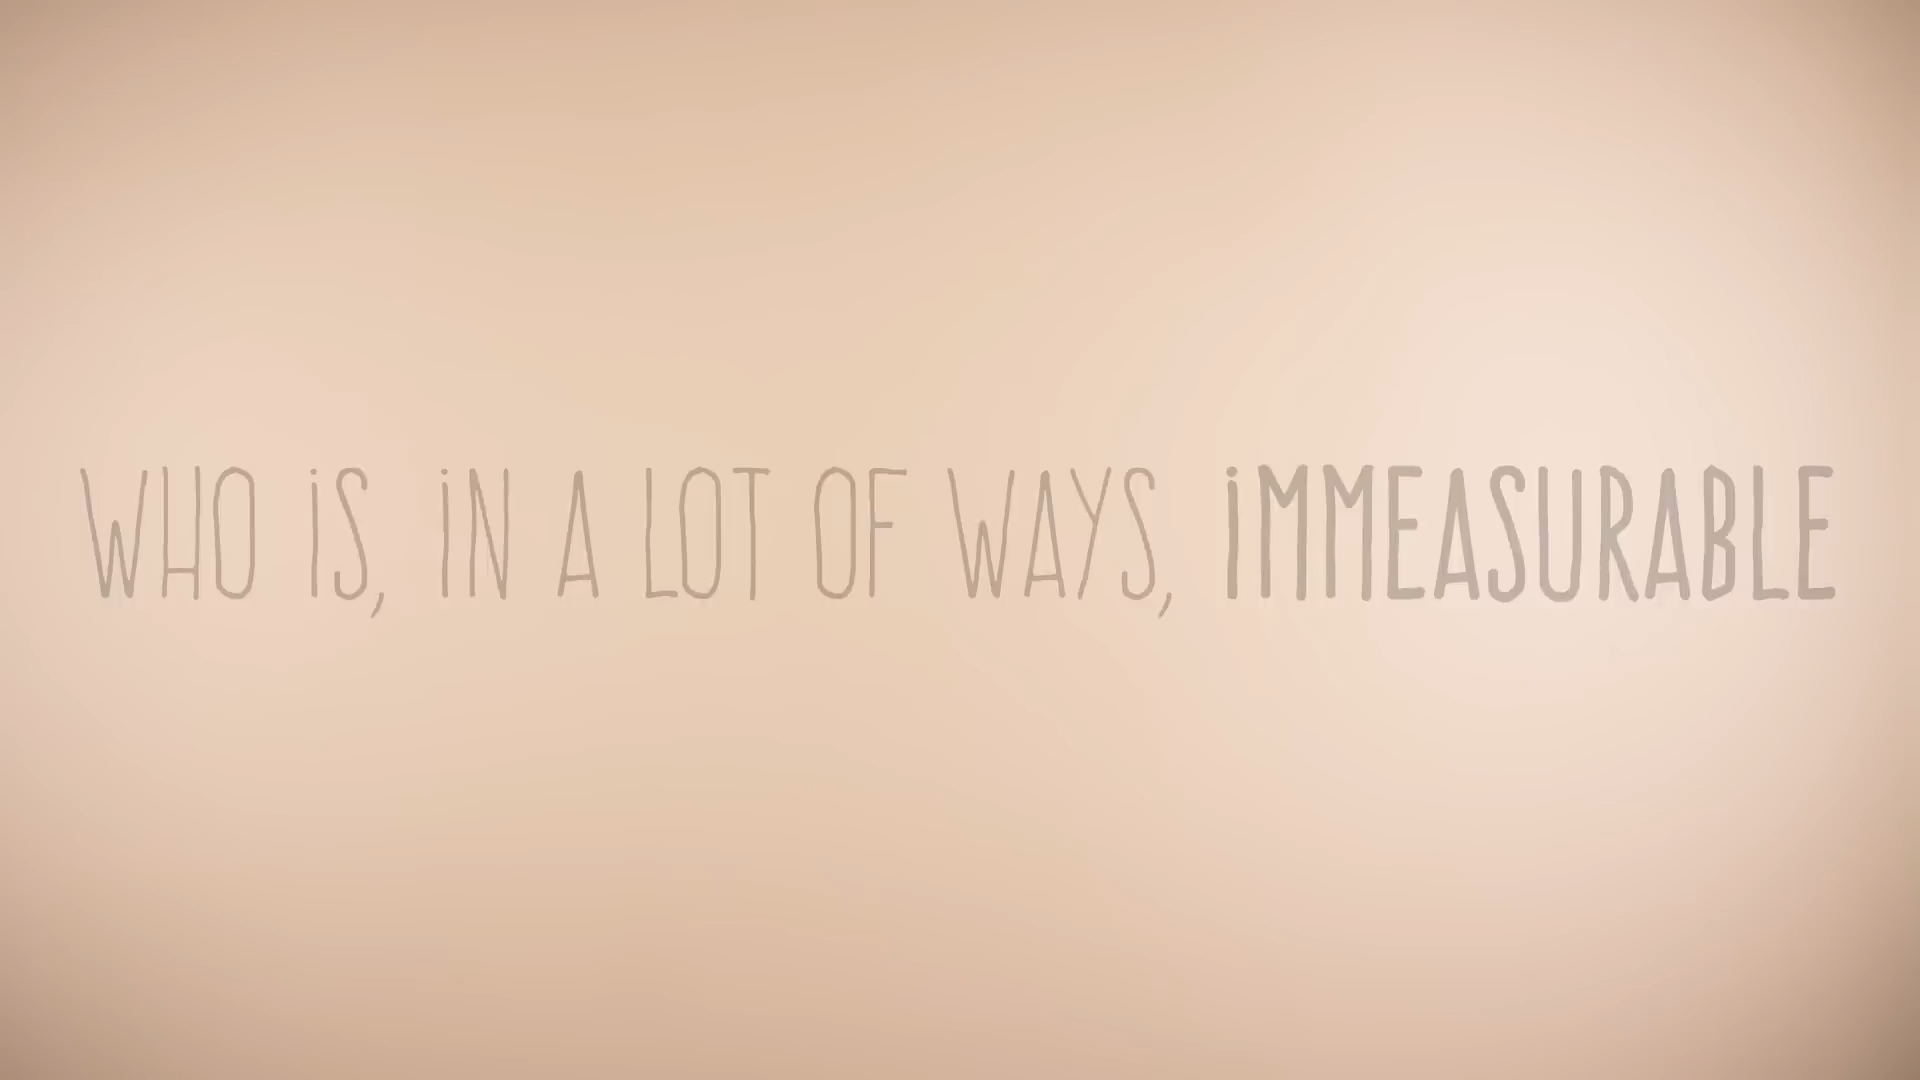 WHO iS, iN A LOT OF WAYS, iMMEASURABLE